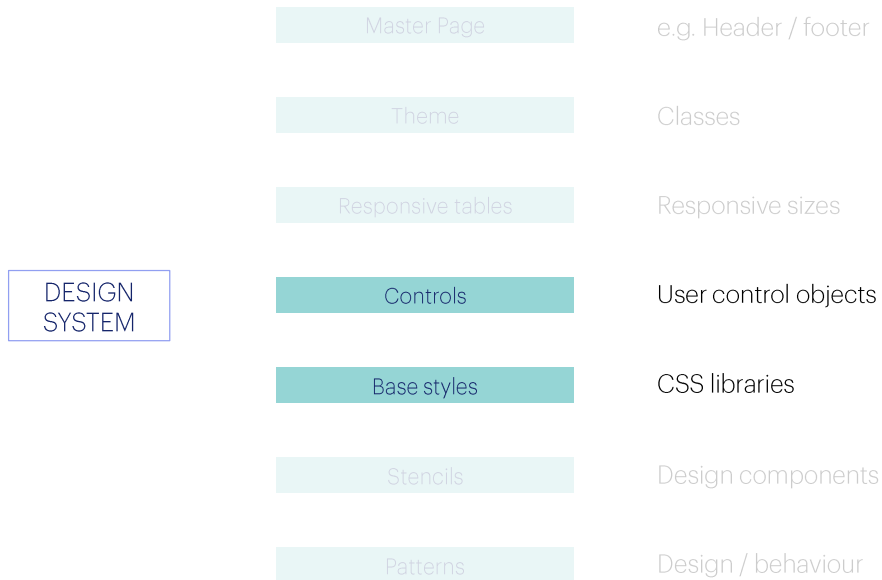 Master Page e.g. Header / footer
Theme Classes
Responsive tables Responsive sizes
DESIGN
SYSTEM
Controls User control objects
Base styles CSS libraries
Stencils Design components
Patterns Design / behaviour